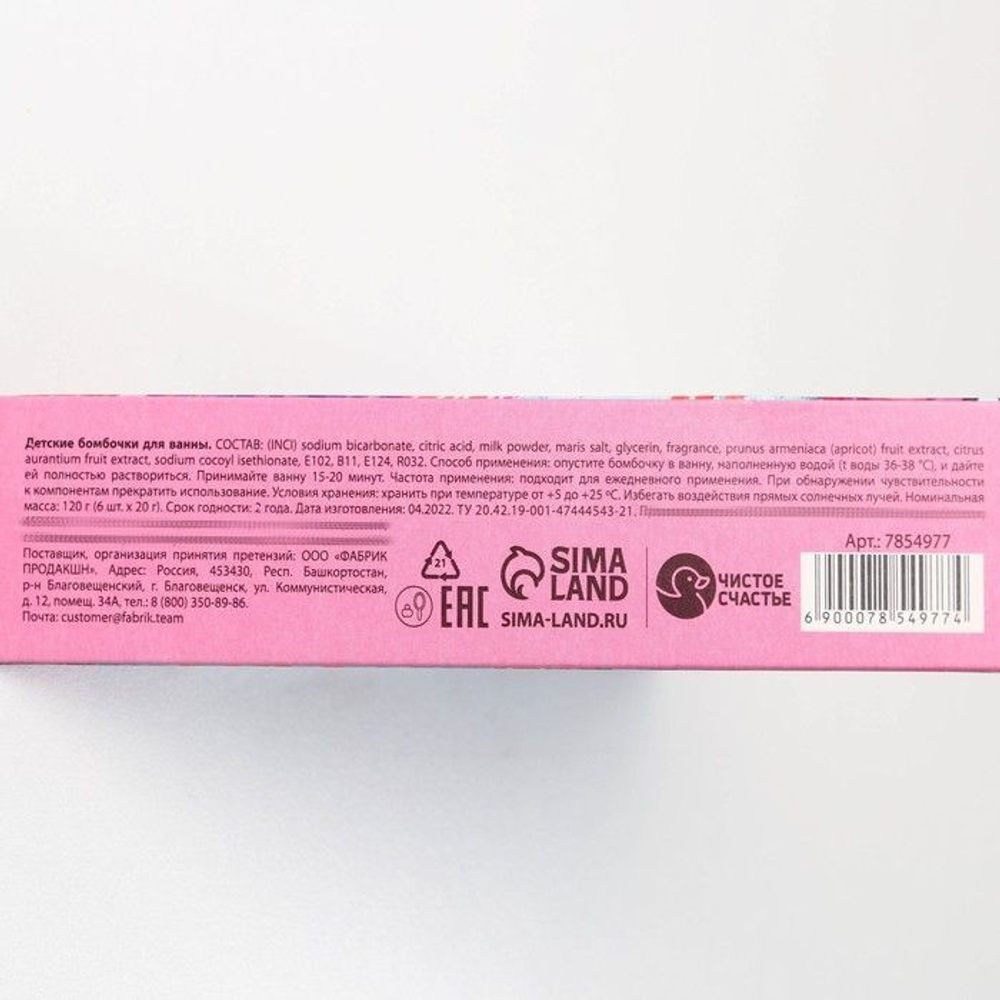 Детские бомбочки для ванны. СОСТАВ: (INCI) sodium bicarbonate, citric acid, milk powder, maris salt, glycerin, fragrance, prunus armeniaca (apricot) fruit extract, citrus
aurantium fruit extract, sodium cocoyl isethionate, E102, B11, E124, R032. Способ применения: опустите бомбочку в ванну, наполненную водой (t воды 36-38 °С), и дайте
ей полностью раствориться. Принимайте ванну 15-20 минут. Частота применения: подходит для ежедневного применения. При обнаружении чувствительности
к компонентам прекратить использование. Условия хранения: хранить при температуре от +5 до +25 ºС. Избегать воздействия прямых солнечных лучей. Номинальная
масса: 120 г (6 шт. х 20 г). Срок годности: 2 года. Дата изготовления: 04.2022. ТУ 20.42.19-001-47444543-21.
Поставщик, организация принятия претензий: ООО «ФАБРИК
ПРОДАКШН». Адрес: Россия, 453430, Респ. Башкортостан,
р-н Благовещенский, г. Благовещенск, ул. Коммунистическая,
д. 12, помещ. 34А, тел.: 8 (800) 350-89-86.
Почта: customer@fabrik.team
21
EAC
SIMA
LAND
SIMA-LAND.RU
ЧИСТОЕ
СЧАСТЬЕ
Арт.: 7854977
6 900078 549774